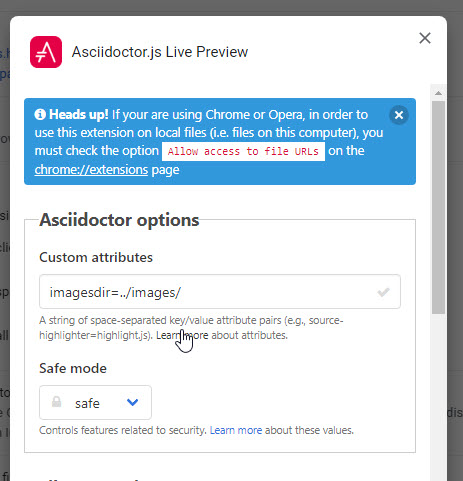 Asciidoctor.js Live Preview
Heads up! If your are using Chrome or Opera, in order
to use this extension on local files (i.e. files on this computer), you
must check the option Allow access to file URLs on the
chrome://extensions page
Asciidoctor options
Custom attributes
imagesdir=../images/
A string of space-separated key/value attribute pairs (e.g., source-
highlighter=highlight.js). Learn more about attributes.
Safe mode
safe
Controls features related to security. Learn more about these values.